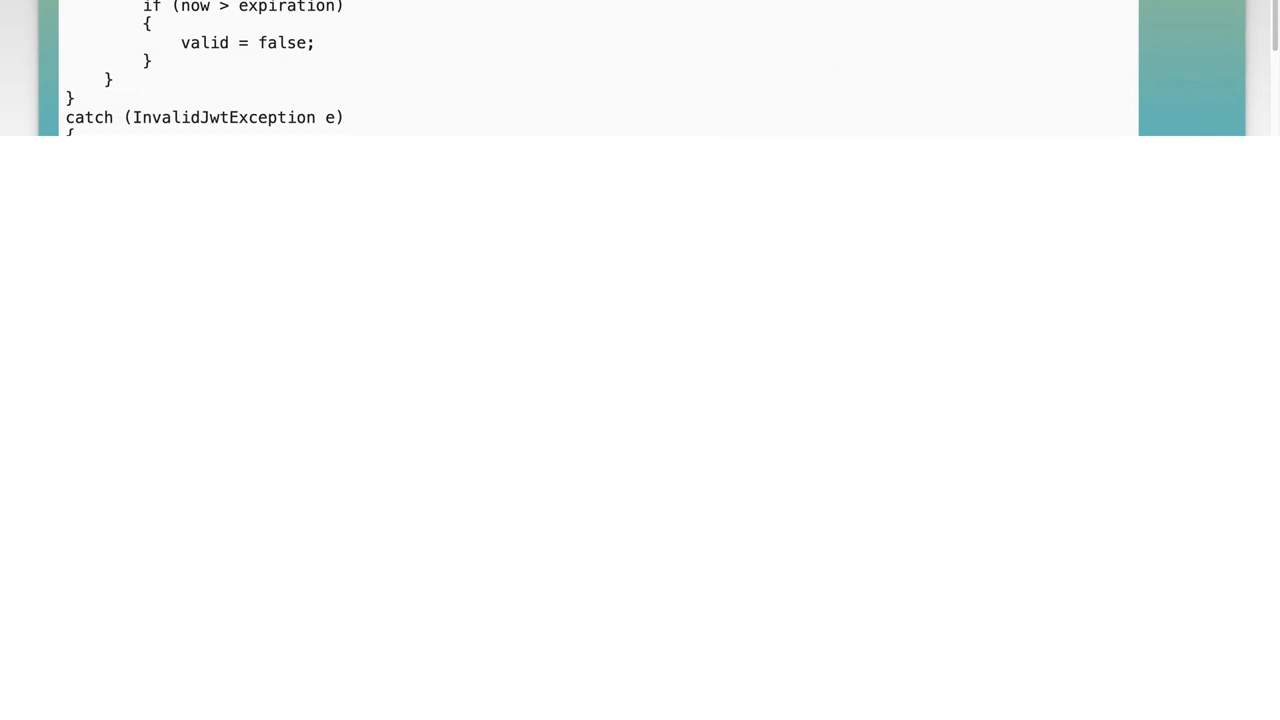 if (now > expiration)
{
valid = false;
}
}
}
catch (InvalidJwtException e)
{